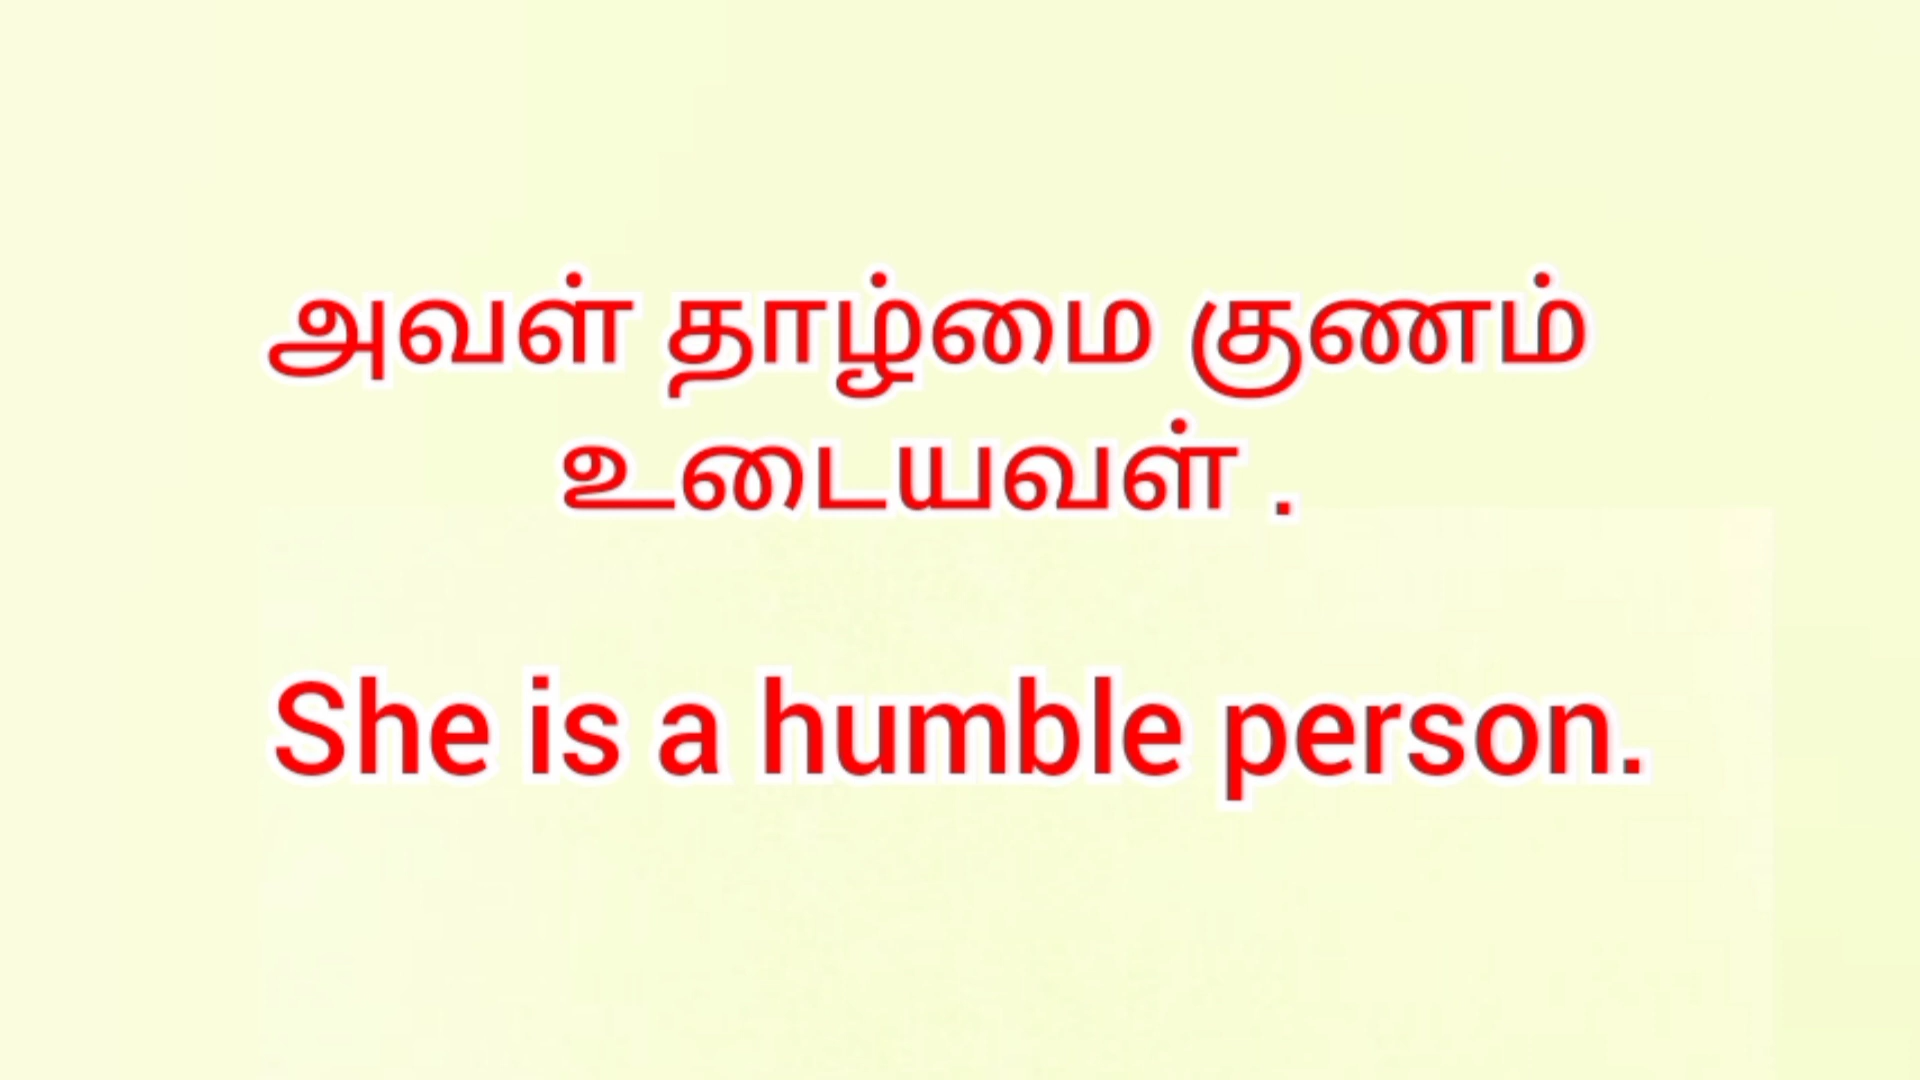 அவள் தாழ்மை குணம்
உடையவள் .
She is a humble person.